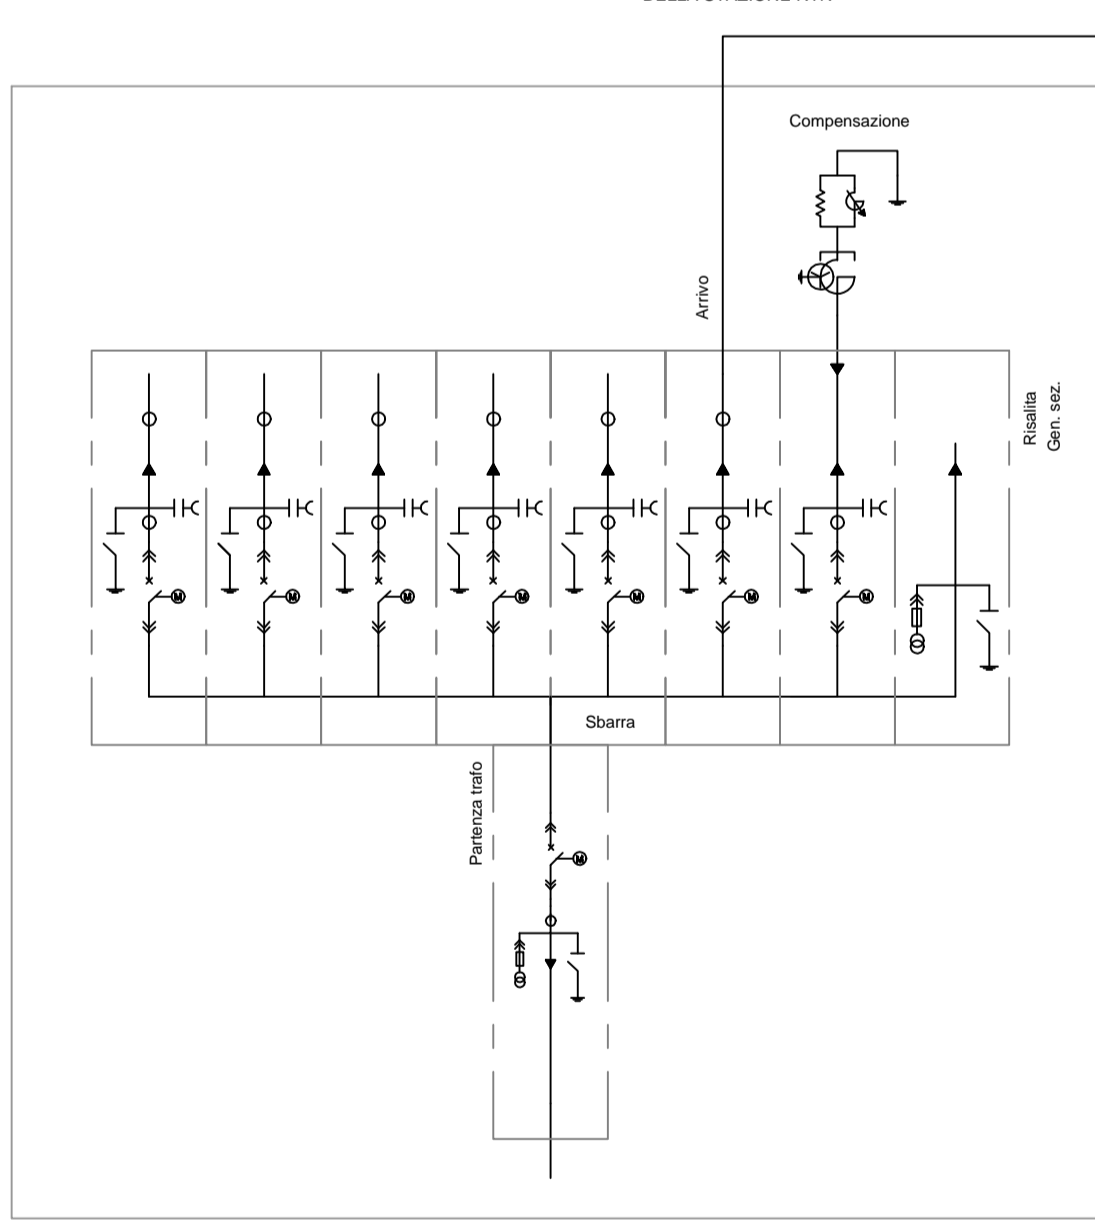 Compensazione
Arrivo
Risalita
Gen. sez.
M M M M M M M
Sbarra
Partenza trafo
M